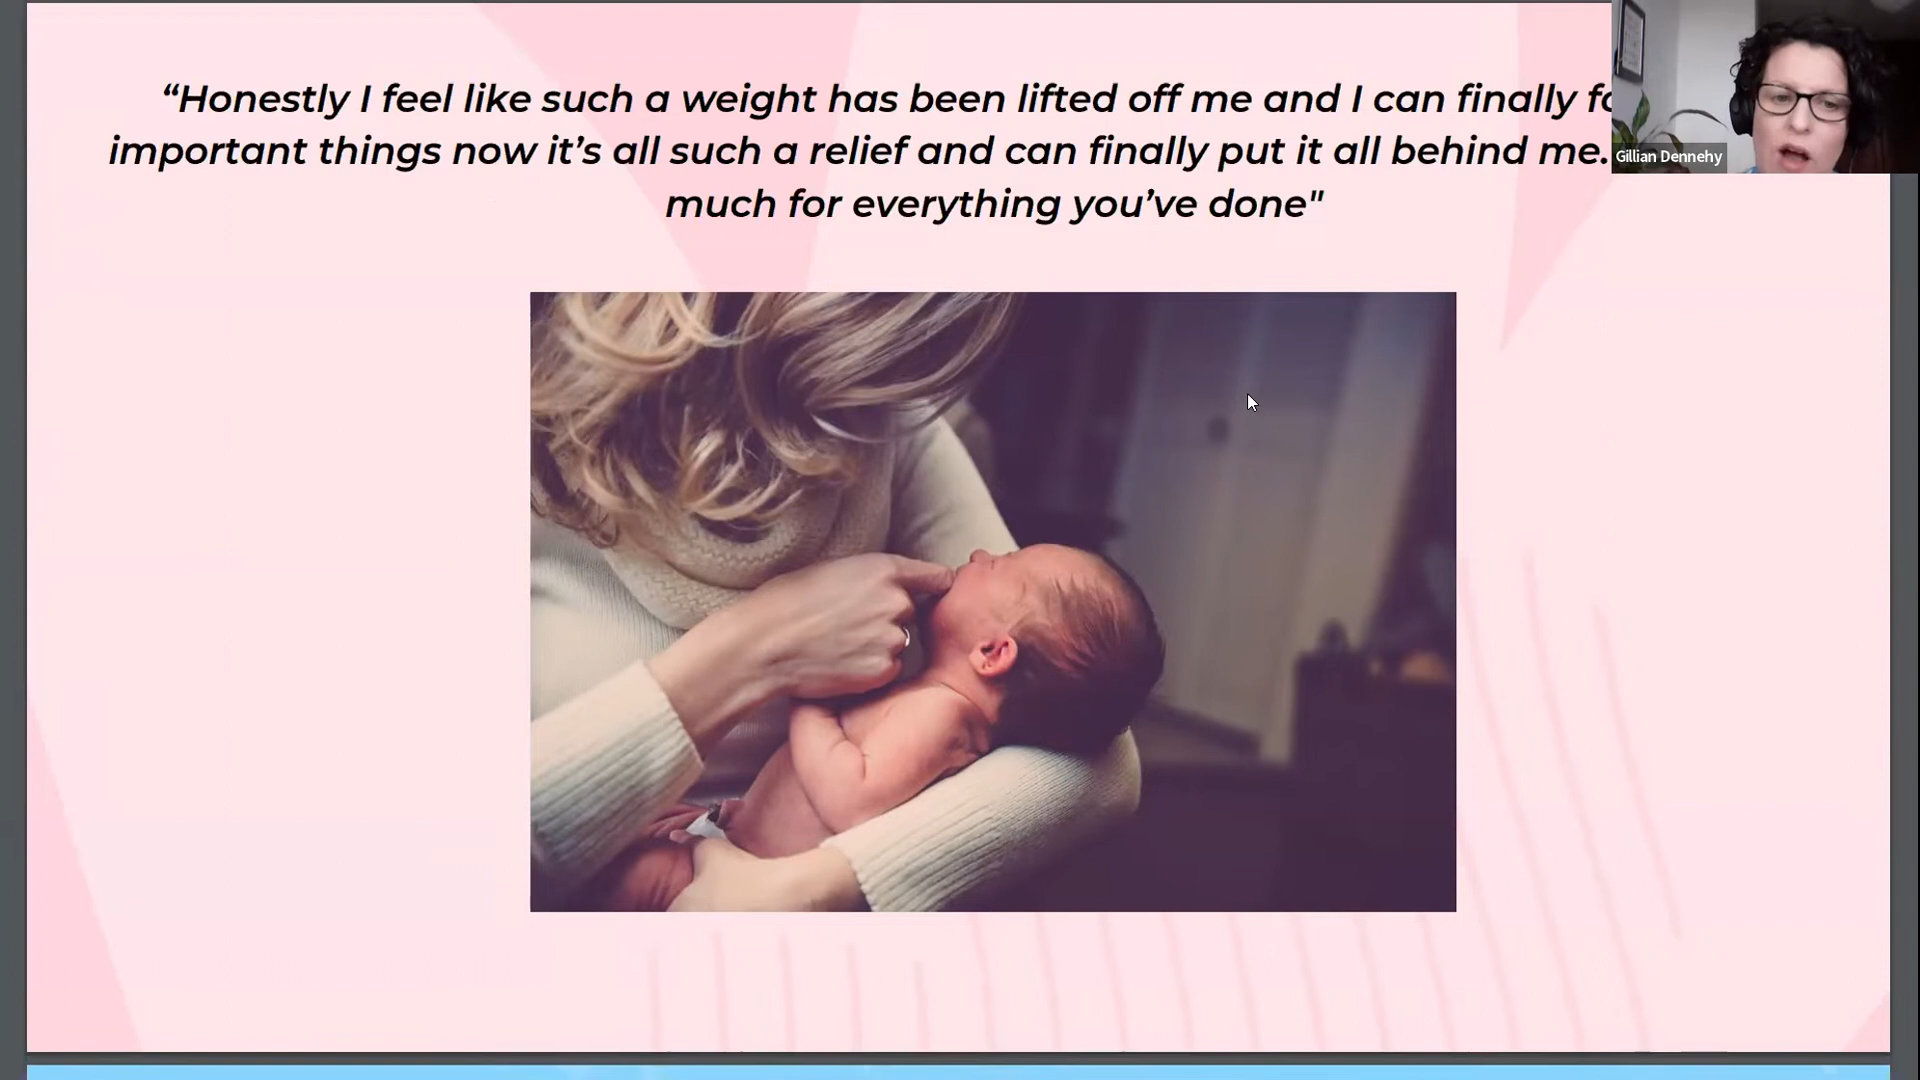 “Honestly I feel like such a weight has been lifted off me and I can finally
important things now it’s all such a relief and can finally put it all behind me.
much for everything you’ve done"
Gillian Dennehy